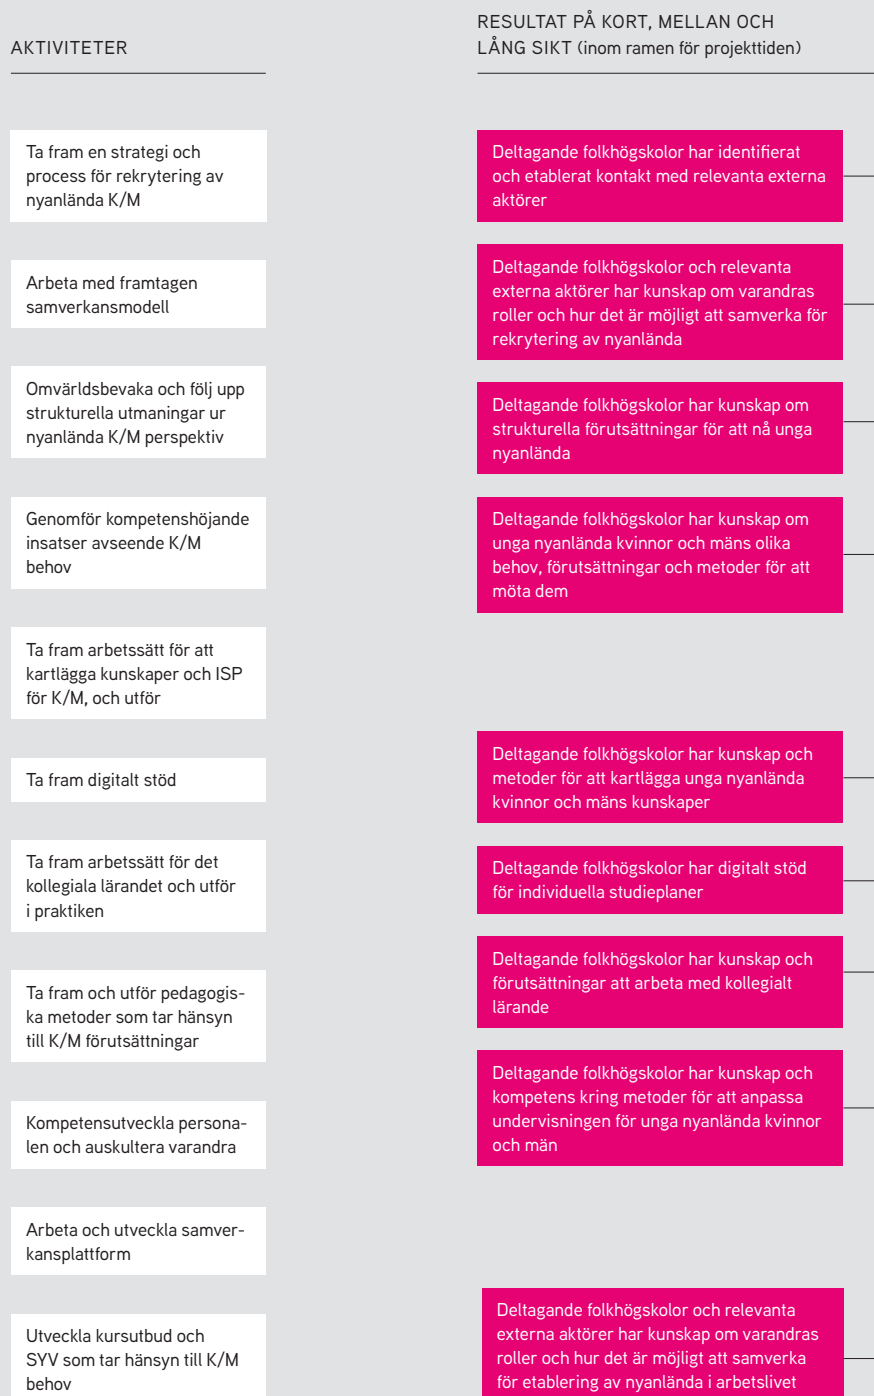 AKTIVITETER
Ta fram en strategi och
process för rekrytering av
nyanlända K/M
Arbeta med framtagen
samverkansmodell
Omvärldsbevaka och följ upp
strukturella utmaningar ur
nyanlända K/M perspektiv
Genomför kompetenshöjande
insatser avseende K/M
behov
Ta fram arbetssätt för att
kartlägga kunskaper och ISP
för K/M, och utför
Ta fram digitalt stöd
Ta fram arbetssätt för det
kollegiala lärandet och utför
i praktiken
Ta fram och utför pedagogis-
ka metoder som tar hänsyn
till K/M förutsättningar
Kompetensutveckla persona-
len och auskultera varandra
Arbeta och utveckla samver-
kansplattform
Utveckla kursutbud och
SYV som tar hänsyn till K/M
behov
RESULTAT PÅ KORT, MELLAN OCH
LÅNG SIKT (inom ramen för projekttiden)
Deltagande folkhögskolor har identifierat
och etablerat kontakt med relevanta externa
aktörer
Deltagande folkhögskolor och relevanta
externa aktörer har kunskap om varandras
roller och hur det är möjligt att samverka för
rekrytering av nyanlända
Deltagande folkhögskolor har kunskap om
strukturella förutsättningar för att nå unga
nyanlända
Deltagande folkhögskolor har kunskap om
unga nyanlända kvinnor och mäns olika
behov, förutsättningar och metoder för att
möta dem
Deltagande folkhögskolor har kunskap och
metoder för att kartlägga unga nyanlända
kvinnor och mäns kunskaper
Deltagande folkhögskolor har digitalt stöd
för individuella studieplaner
Deltagande folkhögskolor har kunskap och
förutsättningar att arbeta med kollegialt
lärande
Deltagande folkhögskolor har kunskap och
kompetens kring metoder för att anpassa
undervisningen för unga nyanlända kvinnor
och män
Deltagande folkhögskolor och relevanta
externa aktörer har kunskap om varandras
roller och hur det är möjligt att samverka
för etablering av nyanlända i arbetslivet